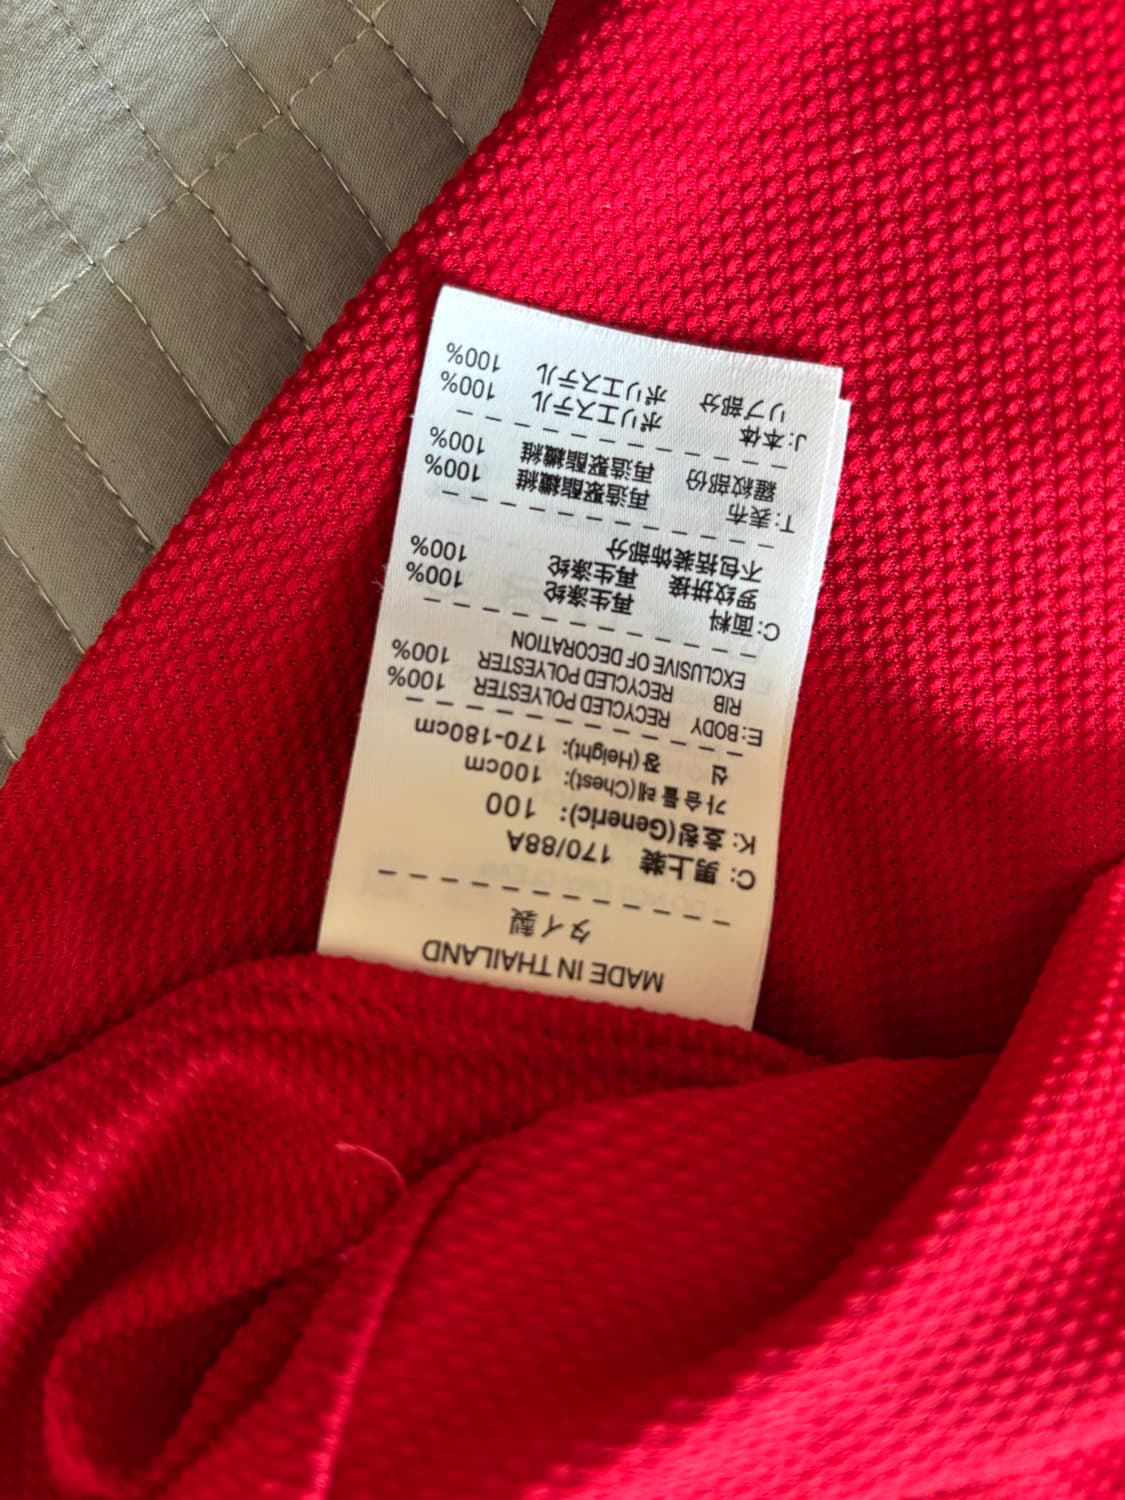 MADE IN THAILAND
タイ製
C: 男上装 170/88A
K: 호칭(Generic): 100
가슴둘레(Chest): 100cm
신 장(Height): 170-180cm
E: BODY RECYCLED POLYESTER 100%
RIB RECYCLED POLYESTER 100%
EXCLUSIVE OF DECORATION
C: 面料 再生涤纶 100%
罗纹拼接 再生涤纶 100%
不包括装饰部分
T: 表布 再造聚酯纖維 100%
羅紋部份 再造聚酯纖維 100%
J: 本体 ポリエステル 100%
リブ部分 ポリエステル 100%